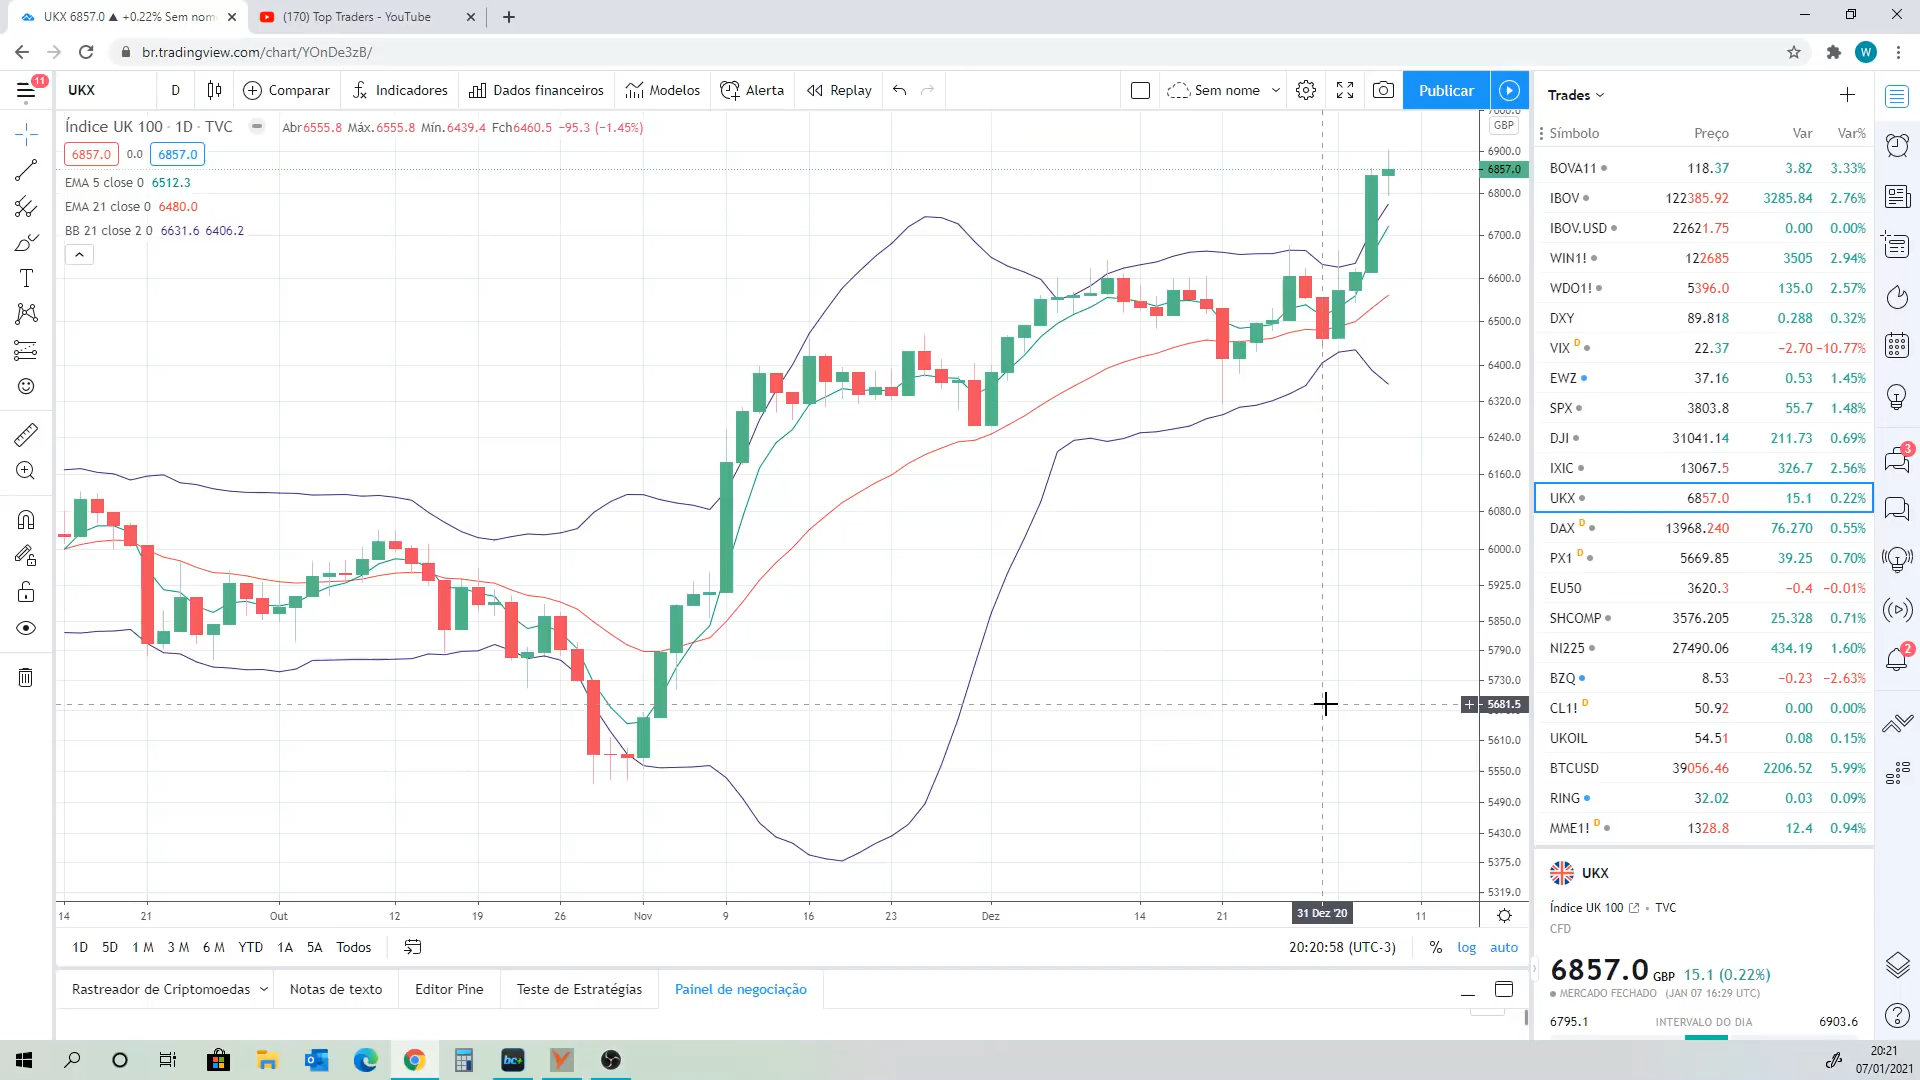 UKX 6857.0 ▲ +0.22% Sem nom
(170) Top Traders - YouTube
br.tradingview.com/chart/YOnDe3zB/
W
11
UKX
D
Comparar
Indicadores
Dados financeiros
Modelos
Alerta
Replay
Sem nome
Publicar
Índice UK 100 · 1D · TVC
Abr6555.8 Máx.6555.8 Mín.6439.4 Fch6460.5 −95.3 (−1.45%)
6857.0 0.0 6857.0
EMA 5 close 0 6512.3
EMA 21 close 0 6480.0
BB 21 close 2 0 6631.6 6406.2
GBP
6900.0
6857.0
6800.0
6700.0
6600.0
6500.0
6400.0
6320.0
6240.0
6160.0
6080.0
6000.0
5925.0
5850.0
5790.0
5730.0
5681.5
5610.0
5550.0
5490.0
5430.0
5375.0
5319.0
14 21 Out 12 19 26 Nov 9 16 23 Dez 14 21 31 Dez '20 11
1D 5D 1 M 3 M 6 M YTD 1A 5A Todos
20:20:58 (UTC-3) % log auto
Rastreador de Criptomoedas
Notas de texto
Editor Pine
Teste de Estratégias
Painel de negociação
Trades
Símbolo Preço Var Var%
BOVA11 118.37 3.82 3.33%
IBOV 122385.92 3285.84 2.76%
IBOV.USD 22621.75 0.00 0.00%
WIN1! 122685 3505 2.94%
WDO1! 5396.0 135.0 2.57%
DXY 89.818 0.288 0.32%
VIX D 22.37 −2.70 −10.77%
EWZ 37.16 0.53 1.45%
SPX 3803.8 55.7 1.48%
DJI 31041.14 211.73 0.69%
IXIC 13067.5 326.7 2.56%
UKX 6857.0 15.1 0.22%
DAX D 13968.240 76.270 0.55%
PX1 D 5669.85 39.25 0.70%
EU50 3620.3 −0.4 −0.01%
SHCOMP 3576.205 25.328 0.71%
NI225 27490.06 434.19 1.60%
BZQ 8.53 −0.23 −2.63%
CL1! D 50.92 0.00 0.00%
UKOIL 54.51 0.08 0.15%
BTCUSD 39056.46 2206.52 5.99%
RING 32.02 0.03 0.09%
MME1! D 1328.8 12.4 0.94%
UKX
Índice UK 100 • TVC
CFD
6857.0 GBP 15.1 (0.22%)
MERCADO FECHADO (JAN 07 16:29 UTC)
6795.1 INTERVALO DO DIA 6903.6
3
2
bc+
20:21
07/01/2021